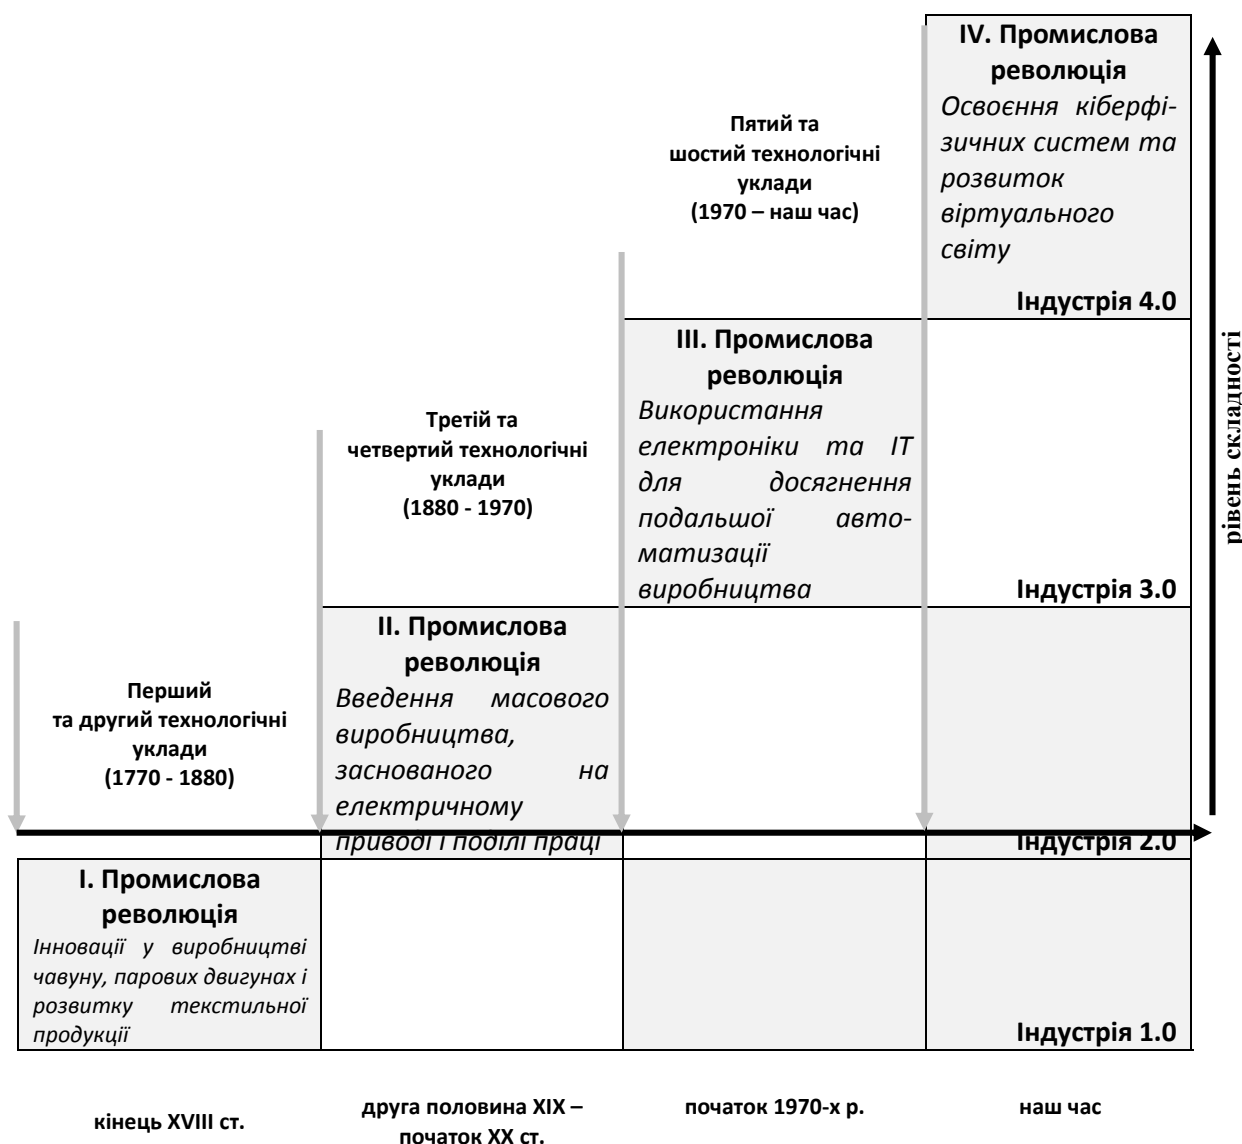 IV. Промислова
революція
Освоєння кіберфі-
зичних систем та
розвиток
віртуального
світу
Індустрія 4.0
Пятий та
шостий технологічні
уклади
(1970 – наш час)
III. Промислова
революція
Використання
електроніки та ІТ
для досягнення
подальшої авто-
матизації
виробництва
Індустрія 3.0
рівень складності
Третій та
четвертий технологічні
уклади
(1880 - 1970)
II. Промислова
революція
Введення масового
виробництва,
заснованого на
електричному
приводі і поділі праці
Індустрія 2.0
Перший
та другий технологічні
уклади
(1770 - 1880)
I. Промислова
революція
Інновації у виробництві
чавуну, парових двигунах і
розвитку текстильної
продукції
Індустрія 1.0
кінець XVIII ст.
друга половина XIX –
початок XX ст.
початок 1970-х р.
наш час